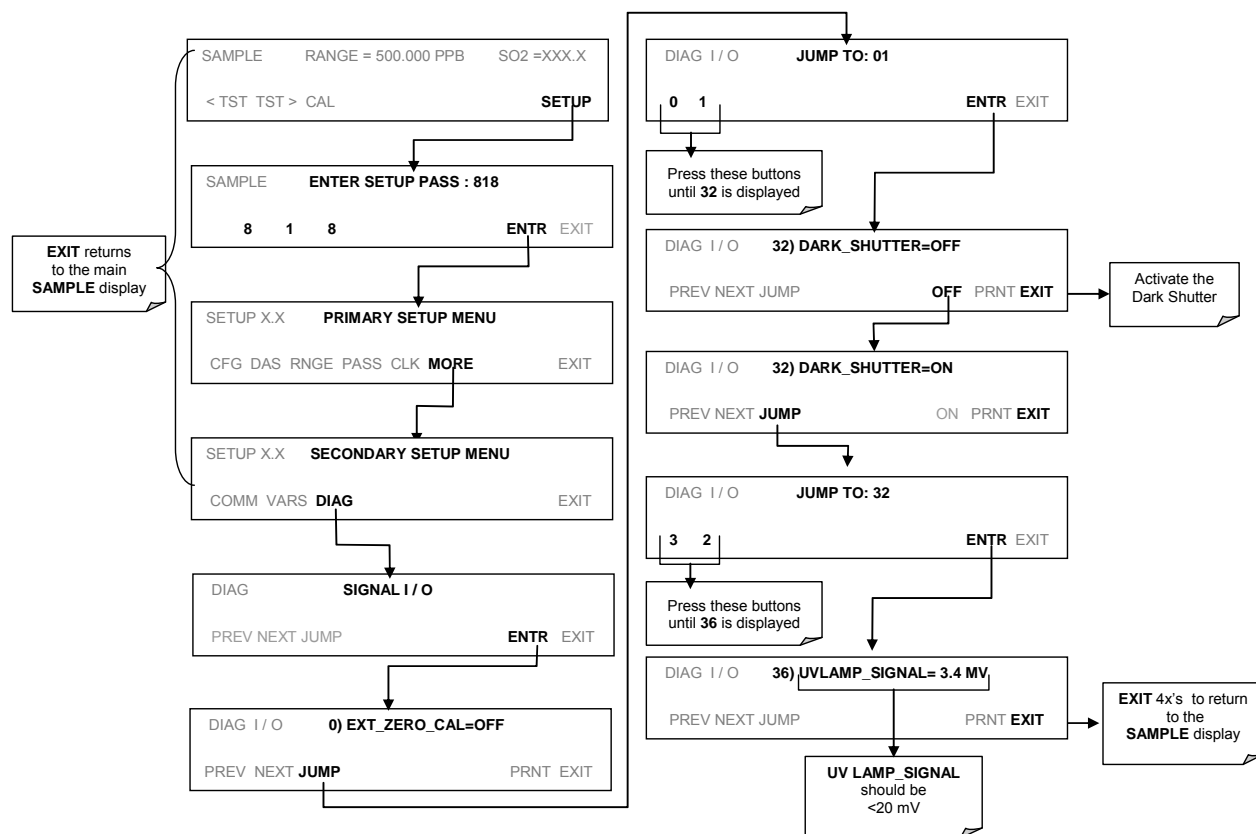 SAMPLE RANGE = 500.000 PPB SO2 =XXX.X
< TST TST > CAL SETUP
SAMPLE ENTER SETUP PASS : 818
8 1 8 ENTR EXIT
EXIT returns
to the main
SAMPLE display
SETUP X.X PRIMARY SETUP MENU
CFG DAS RNGE PASS CLK MORE EXIT
SETUP X.X SECONDARY SETUP MENU
COMM VARS DIAG EXIT
DIAG SIGNAL I / O
PREV NEXT JUMP ENTR EXIT
DIAG I / O 0) EXT_ZERO_CAL=OFF
PREV NEXT JUMP PRNT EXIT
DIAG I / O JUMP TO: 01
0 1 ENTR EXIT
Press these buttons
until 32 is displayed
DIAG I / O 32) DARK_SHUTTER=OFF
PREV NEXT JUMP OFF PRNT EXIT
Activate the
Dark Shutter
DIAG I / O 32) DARK_SHUTTER=ON
PREV NEXT JUMP ON PRNT EXIT
DIAG I / O JUMP TO: 32
3 2 ENTR EXIT
Press these buttons
until 36 is displayed
DIAG I / O 36) UVLAMP_SIGNAL= 3.4 MV
PREV NEXT JUMP PRNT EXIT
EXIT 4x's to return
to the
SAMPLE display
UV LAMP_SIGNAL
should be
<20 mV